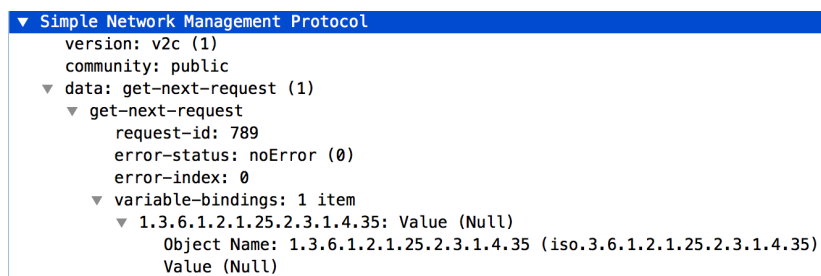 Simple Network Management Protocol
version: v2c (1)
community: public
data: get-next-request (1)
get-next-request
request-id: 789
error-status: noError (0)
error-index: 0
variable-bindings: 1 item
1.3.6.1.2.1.25.2.3.1.4.35: Value (Null)
Object Name: 1.3.6.1.2.1.25.2.3.1.4.35 (iso.3.6.1.2.1.25.2.3.1.4.35)
Value (Null)